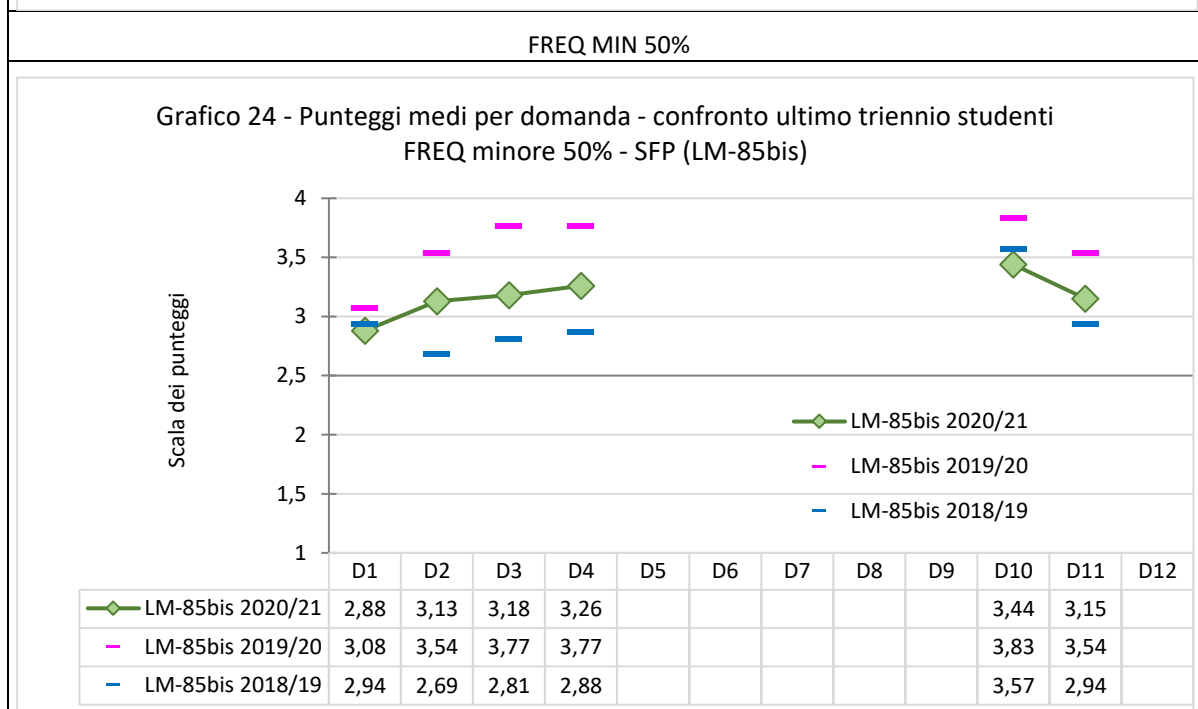 FREQ MIN 50%
Grafico 24 - Punteggi medi per domanda - confronto ultimo triennio studenti
FREQ minore 50% - SFP (LM-85bis)
Scala dei punteggi
4
3,5
3
2,5
2
1,5
1
LM-85bis 2020/21
LM-85bis 2019/20
LM-85bis 2018/19
D1 D2 D3 D4 D5 D6 D7 D8 D9 D10 D11 D12
LM-85bis 2020/21 2,88 3,13 3,18 3,26 3,44 3,15
LM-85bis 2019/20 3,08 3,54 3,77 3,77 3,83 3,54
LM-85bis 2018/19 2,94 2,69 2,81 2,88 3,57 2,94